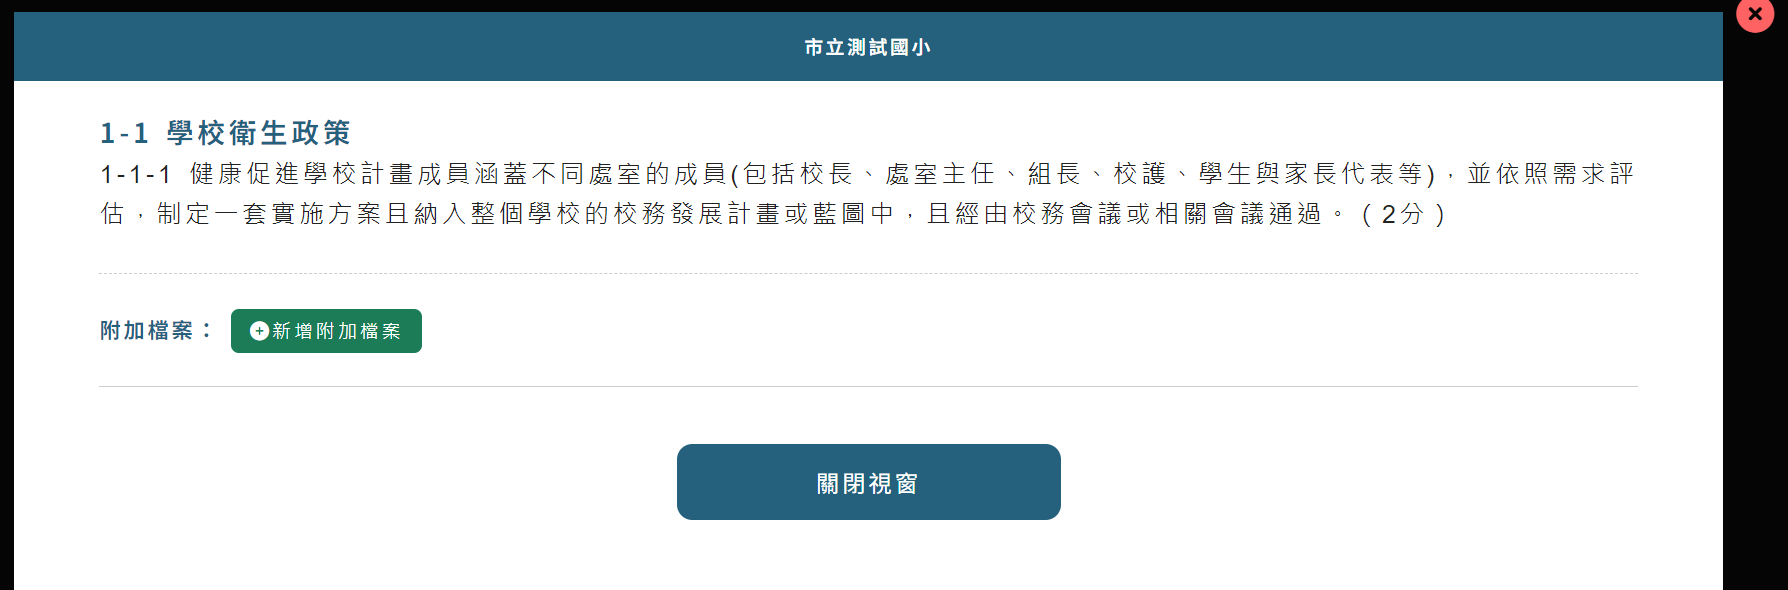 市立測試國小
1-1 學校衛生政策
1-1-1 健康促進學校計畫成員涵蓋不同處室的成員(包括校長、處室主任、組長、校護、學生與家長代表等)，並依照需求評
估，制定一套實施方案且納入整個學校的校務發展計畫或藍圖中，且經由校務會議或相關會議通過。（2分）
附加檔案：
新增附加檔案
關閉視窗